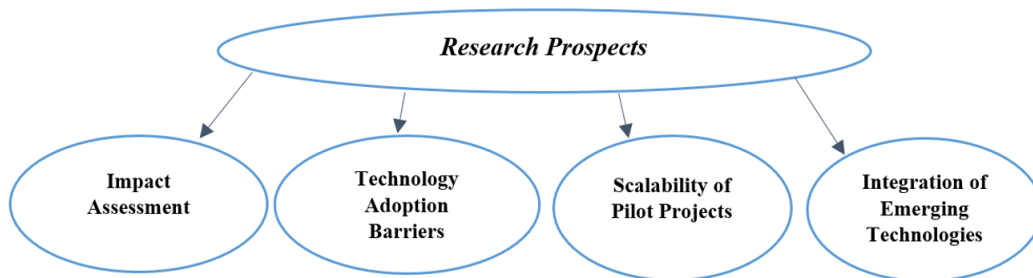 Research Prospects
Impact
Assessment
Technology
Adoption
Barriers
Scalability of
Pilot Projects
Integration of
Emerging
Technologies